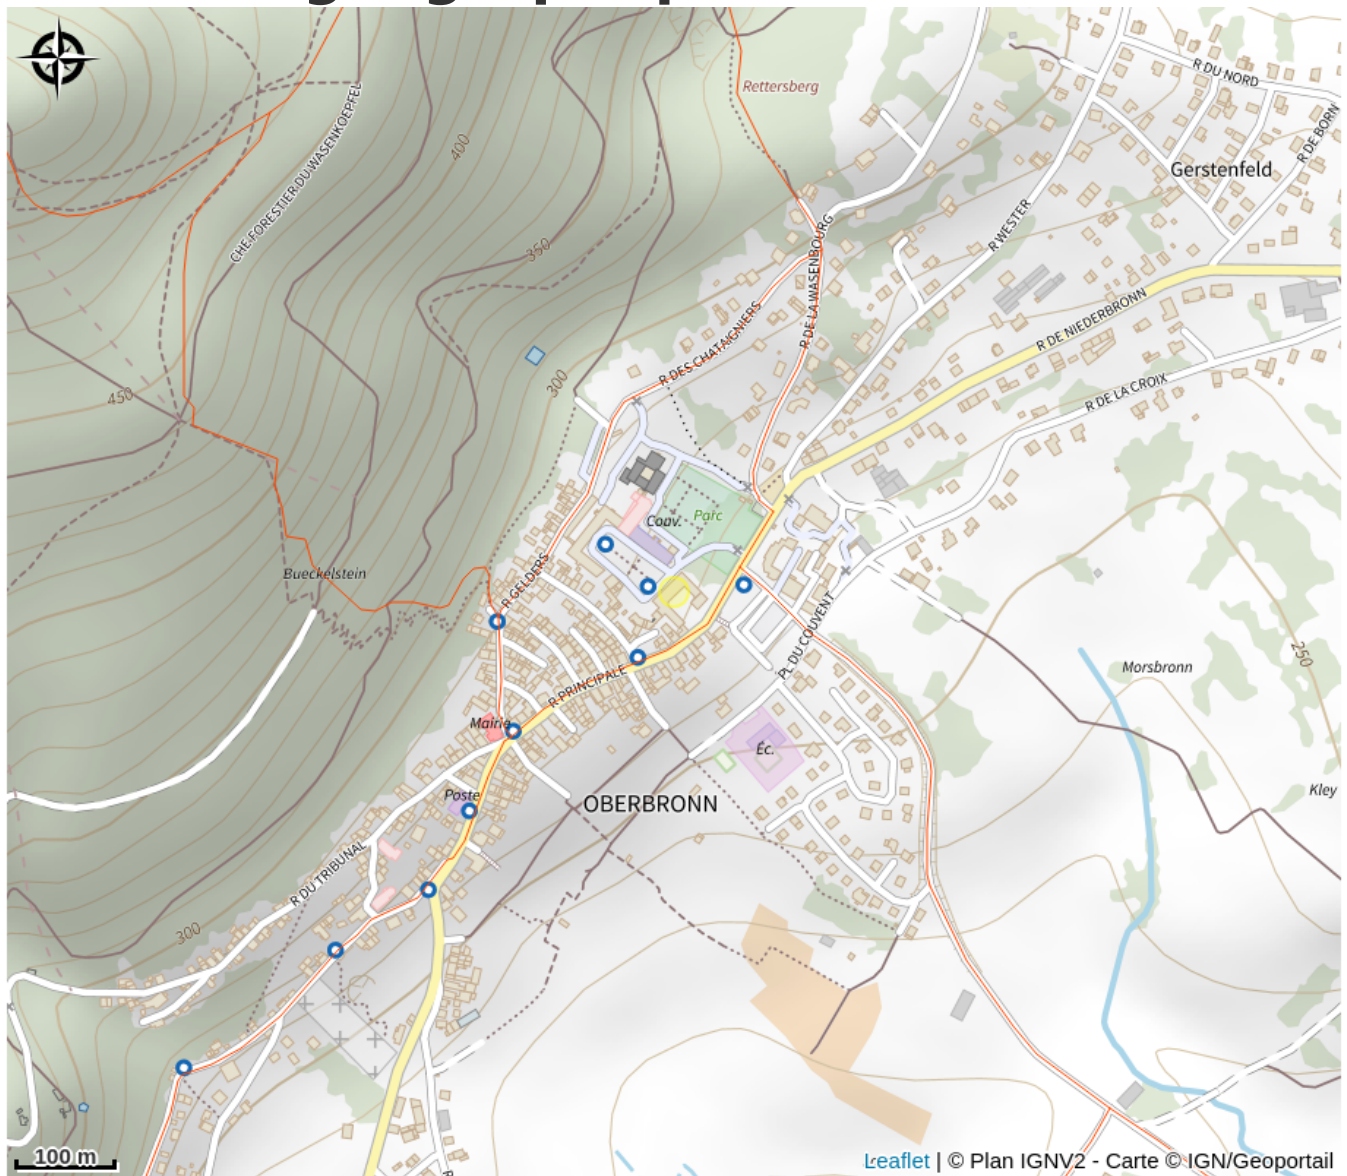 Rettersberg
R DU NORD
R DE BORN
Gerstenfeld
CHE FORESTIER DU WASENKOEPFEL
400
R WESTER
R DE LA WASENBOURG
350
R DE NIEDERBRONN
R DES CHATAIGNIERS
300
R DE LA CROIX
450
Parc
Couv.
Bueckelstein
R GELDERS
PL DU COUVENT
250
Morsbronn
R PRINCIPALE
Mairie
Éc.
Kley
Poste
OBERBRONN
R DU TRIBUNAL
300
R
100 m
Leaflet | © Plan IGNV2 - Carte © IGN/Geoportail